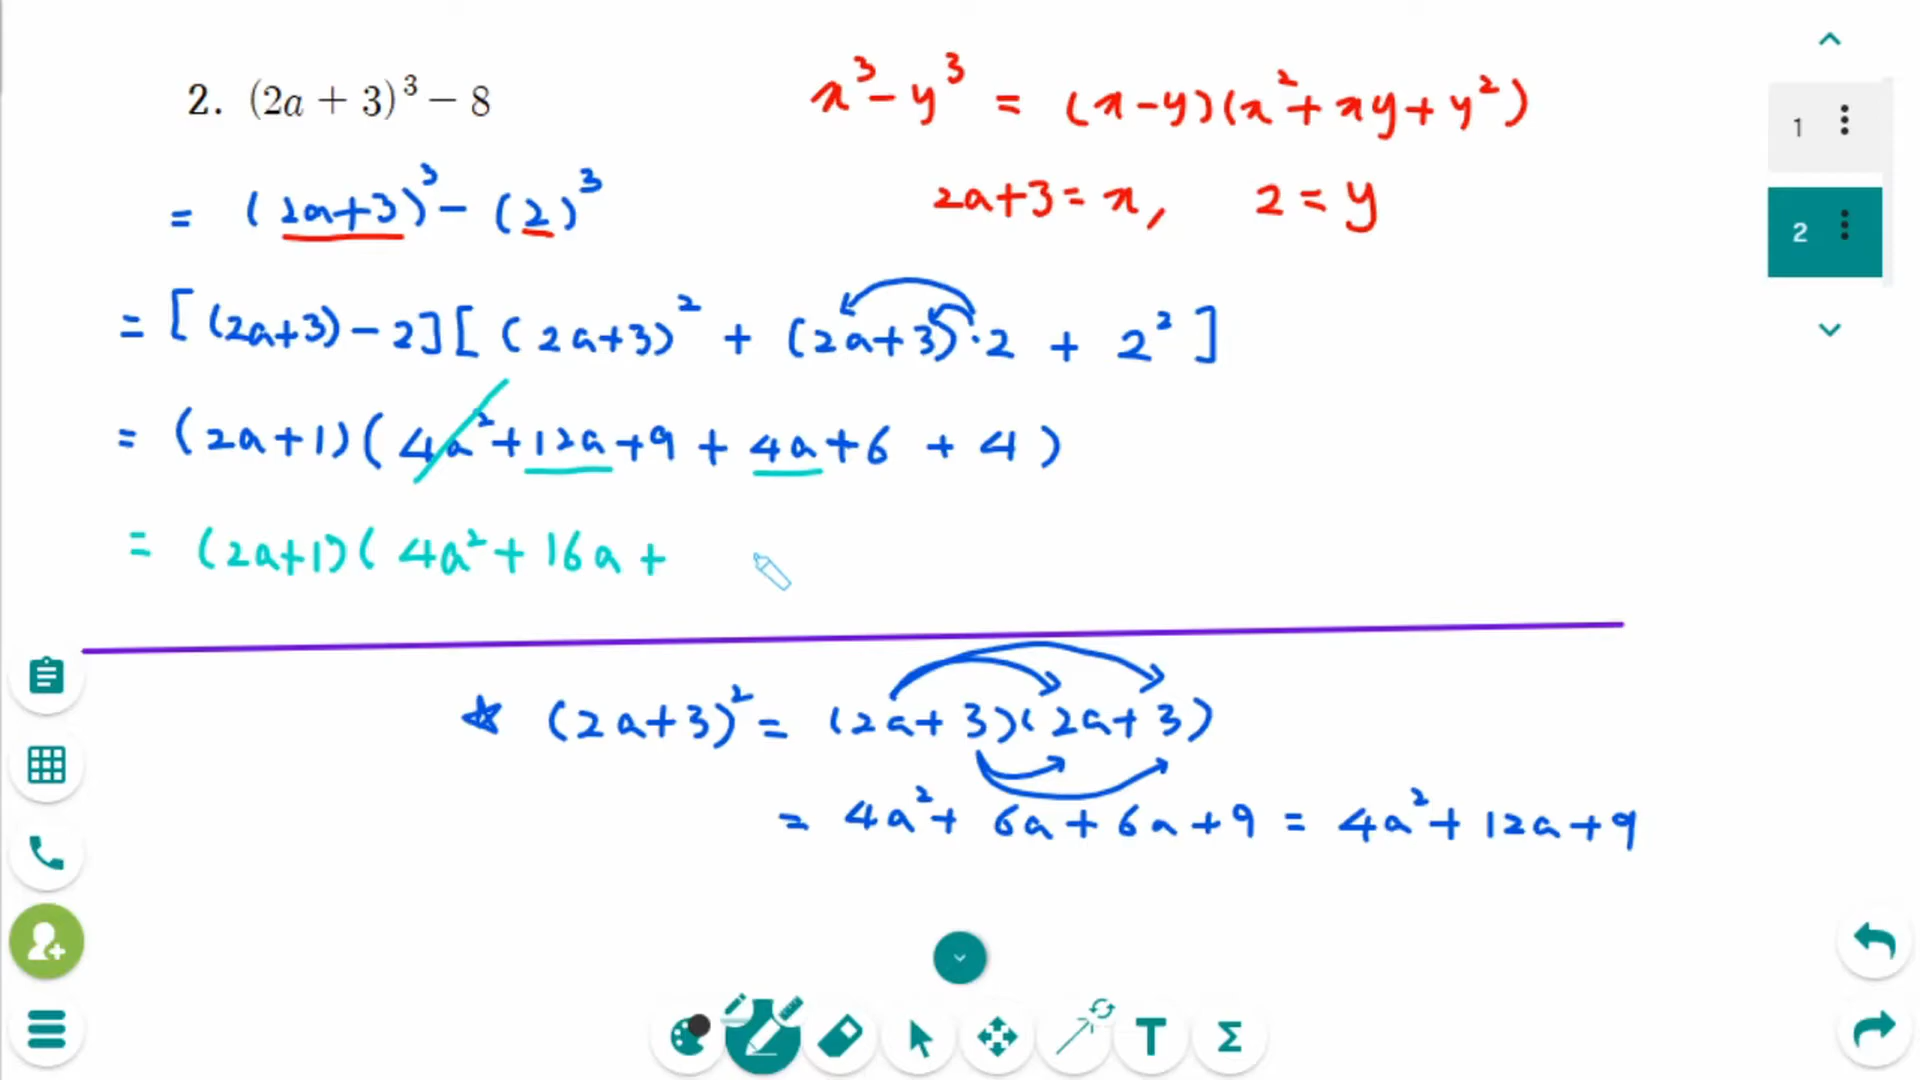 2. (2a + 3)³ − 8
x³ − y³ = (x−y)(x²+xy+y²)
= (2a+3)³ − (2)³
2a+3 = x, 2 = y
= [(2a+3) − 2][(2a+3)² + (2a+3)·2 + 2²]
= (2a+1)(4a²+12a+9 + 4a+6 + 4)
= (2a+1)(4a²+16a+
☆ (2a+3)² = (2a+3)(2a+3)
= 4a²+ 6a+6a+9 = 4a²+12a+9
1
2
T
Σ